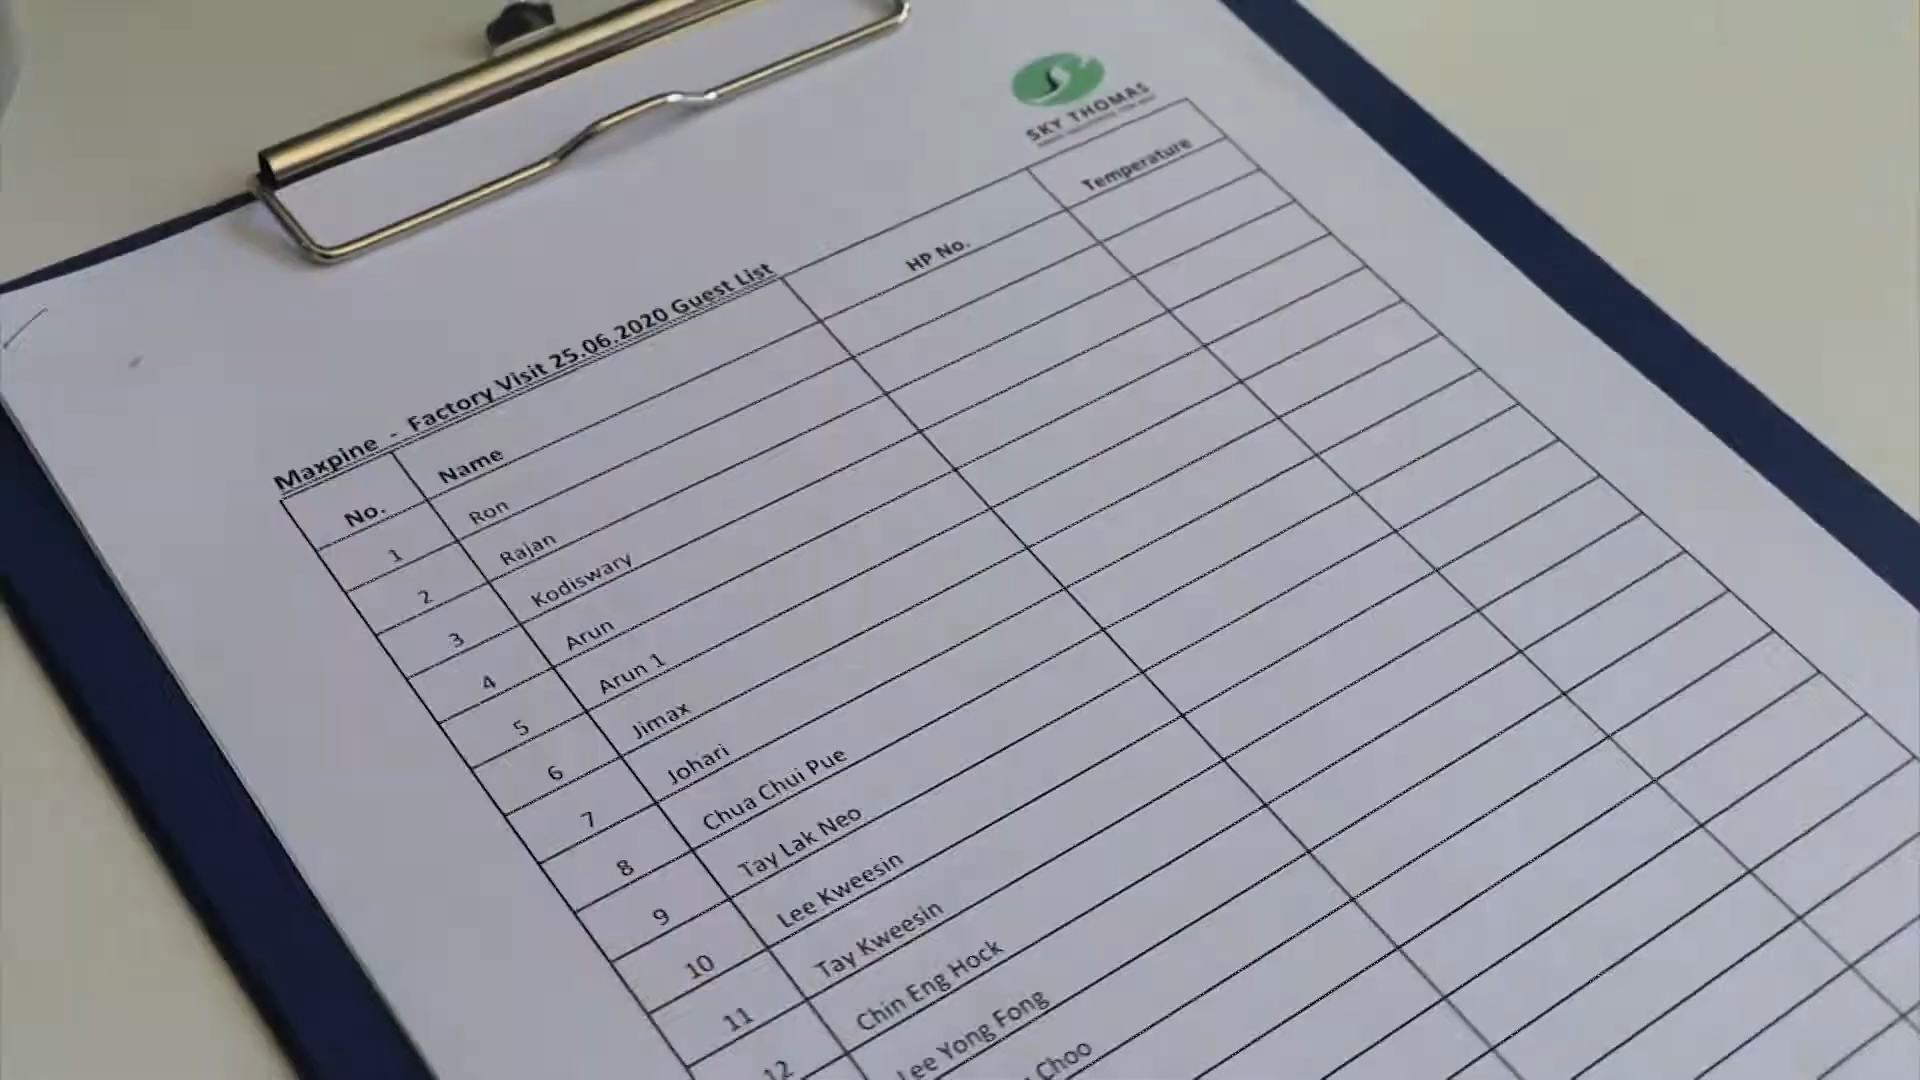 SKY THOMAS
Maxpine - Factory Visit 25.06.2020 Guest List
No. Name HP No. Temperature
1 Ron
2 Rajan
3 Kodiswary
4 Arun
5 Arun 1
6 Jimax
7 Johari
8 Chua Chui Pue
9 Tay Lak Neo
10 Lee Kweesin
11 Tay Kweesin
12 Chin Eng Hock
Lee Yong Fong
Choo